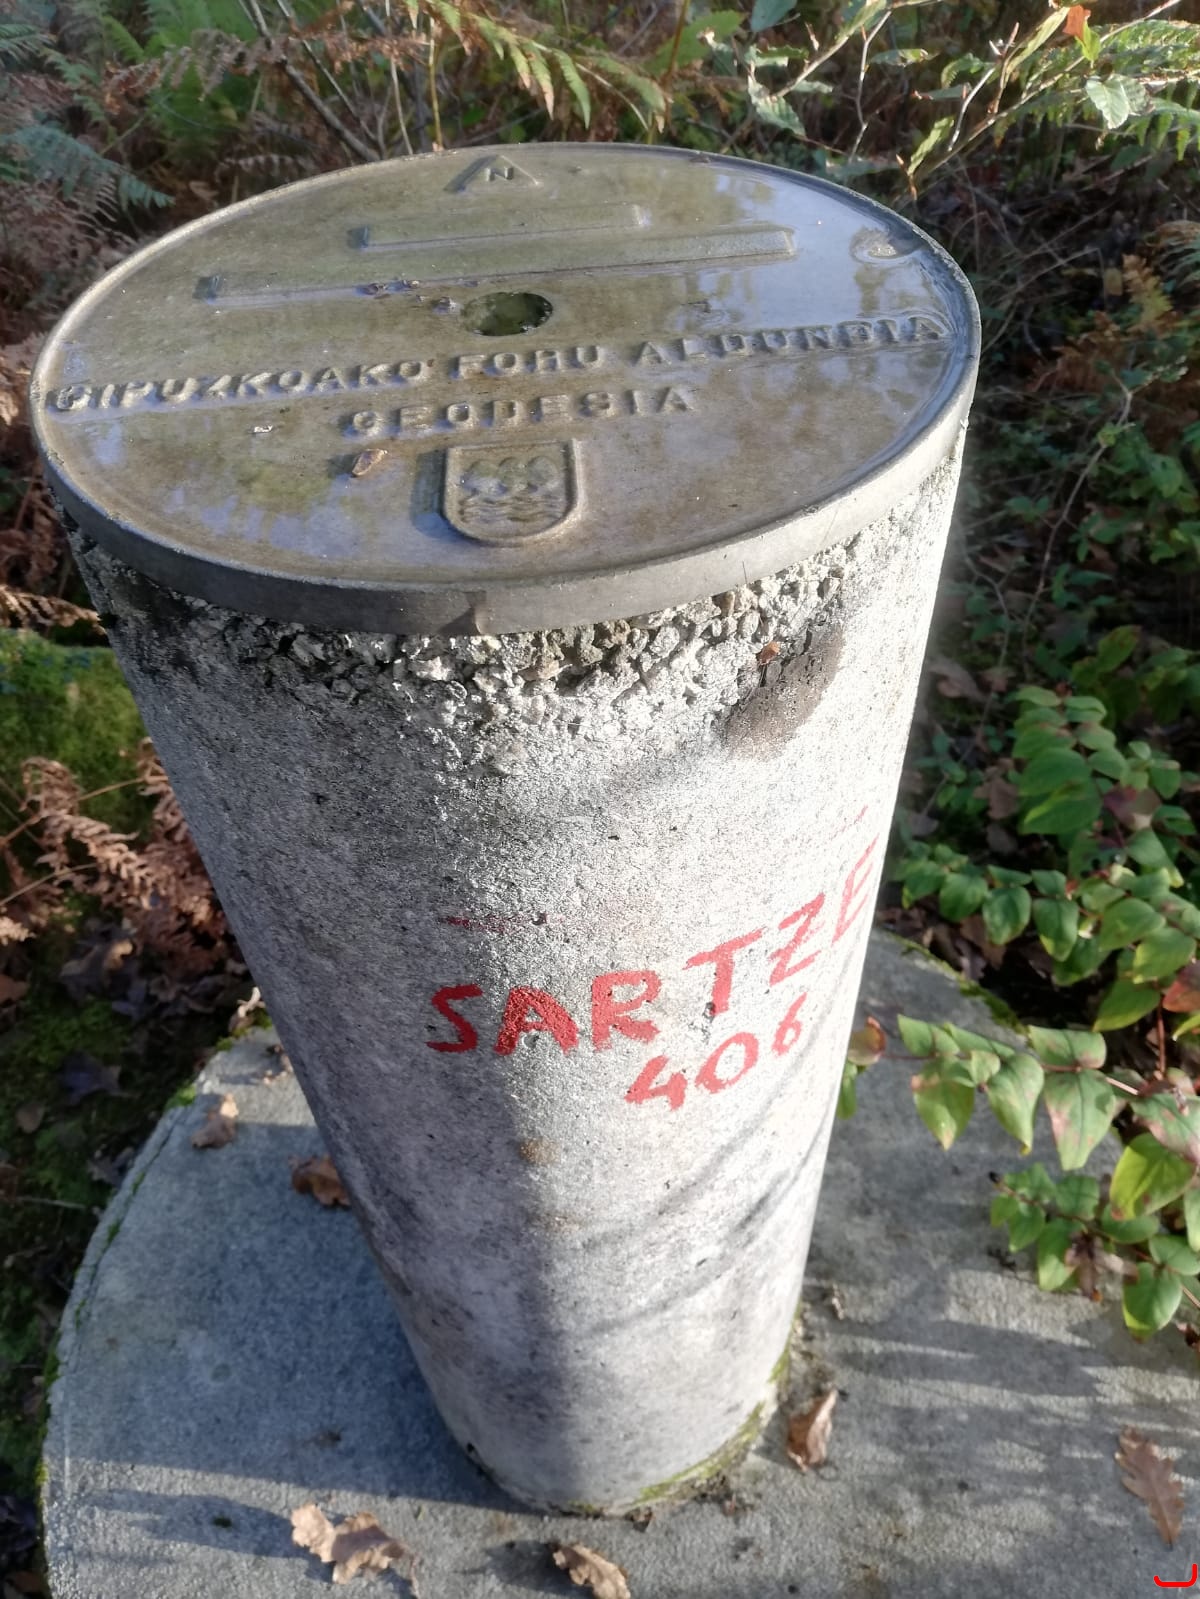 N
GIPUZKOAKO FORU ALDUNDIA
GEODESIA
SARTZE
406